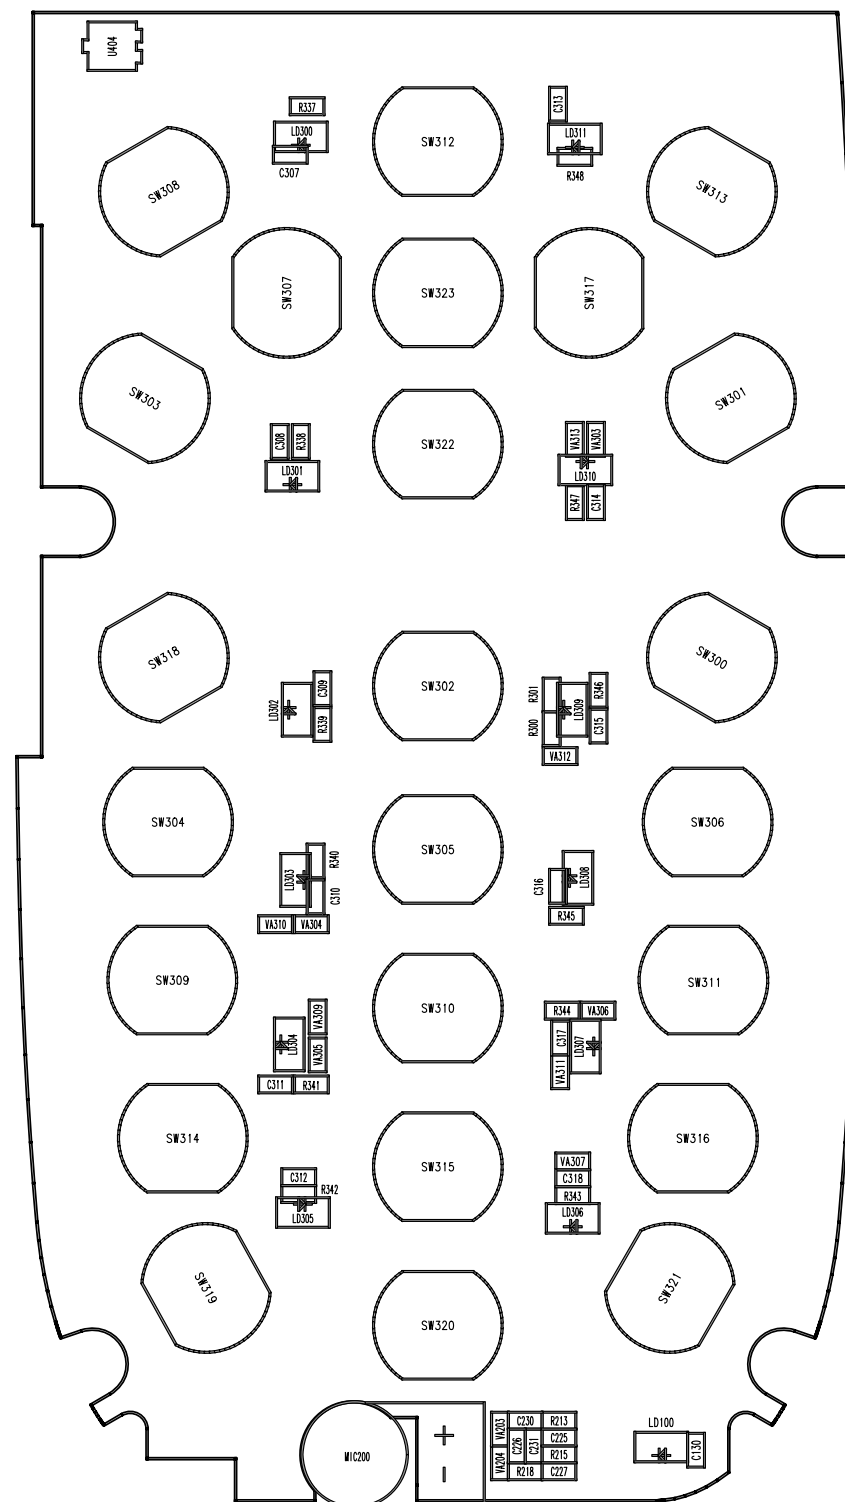 U404
R337
LD300
C307
SW312
C313
LD311
R348
SW308
SW313
SW307
SW323
SW317
SW303
SW301
SW322
C308
R338
LD301
VA313
VA303
LD310
R347
C314
SW318
SW300
SW302
LD302
C309
R339
R301
R300
LD309
R346
C315
VA312
SW304
SW305
SW306
LD303
R340
C310
VA310
VA304
C316
LD308
R345
SW309
SW310
SW311
LD304
VA309
VA305
C311
R341
R344
VA306
C317
VA311
LD307
SW314
SW315
SW316
C312
R342
LD305
VA307
C318
R343
LD306
SW319
SW320
SW321
MIC200
+
-
VA203
VA204
C230
R213
C226
C231
C225
R215
R218
C227
LD100
C130